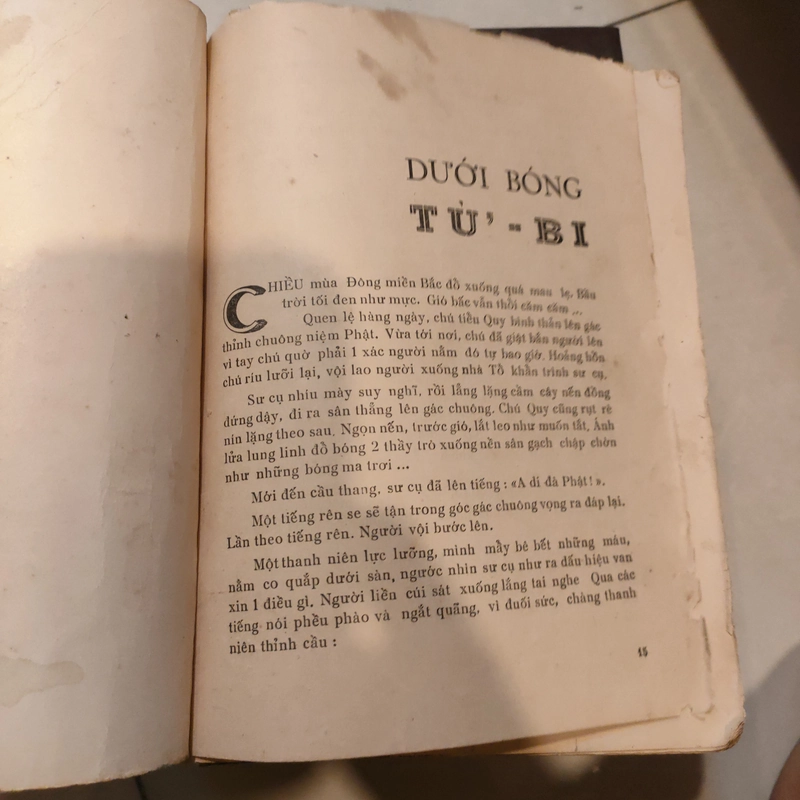 DƯỚI BÓNG
TỪ - BI
CHIỀU mùa Đông miền Bắc đổ xuống quá mau lẹ. Bầu
trời tối đen như mực. Gió bấc vẫn thổi căm căm ...
Quen lệ hàng ngày, chú tiểu Quy bình thản lên gác
thỉnh chuông niệm Phật. Vừa tới nơi, chú đã giật bắn người lên
vì tay chú quờ phải 1 xác người nằm đó tự bao giờ. Hoảng hồn
chú ríu lưỡi lại, vội lao người xuống nhà Tổ khẩn trình sư cụ.
Sư cụ nhíu mày suy nghĩ, rồi lẳng lặng cầm cây nến đồng
đứng dậy, đi ra sân thẳng lên gác chuông. Chú Quy cũng rụt rè
nín lặng theo sau. Ngọn nến, trước gió, lắt leo như muốn tắt. Ánh
lửa lung linh đổ bóng 2 thầy trò xuống nền sân gạch chập chờn
như những bóng ma trơi ...
Mới đến cầu thang, sư cụ đã lên tiếng : «A di đà Phật!».
Một tiếng rên se sẽ tận trong góc gác chuông vọng ra đáp lại.
Lần theo tiếng rên. Người vội bước lên.
Một thanh niên lực lưỡng, mình mẩy bê bết những máu,
nằm co quắp dưới sàn, ngước nhìn sư cụ như ra dấu hiệu van
xin 1 điều gì. Người liền cúi sát xuống lắng tai nghe Qua các
tiếng nói phều phào và ngắt quãng, vì đuối sức, chàng thanh
niên thỉnh cầu :
15